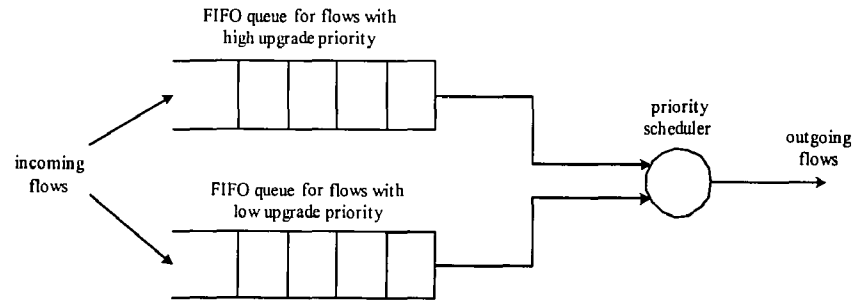 FIFO queue for flows with
high upgrade priority
priority
scheduler
outgoing
flows
incoming
flows
FIFO queue for flows with
low upgrade priority